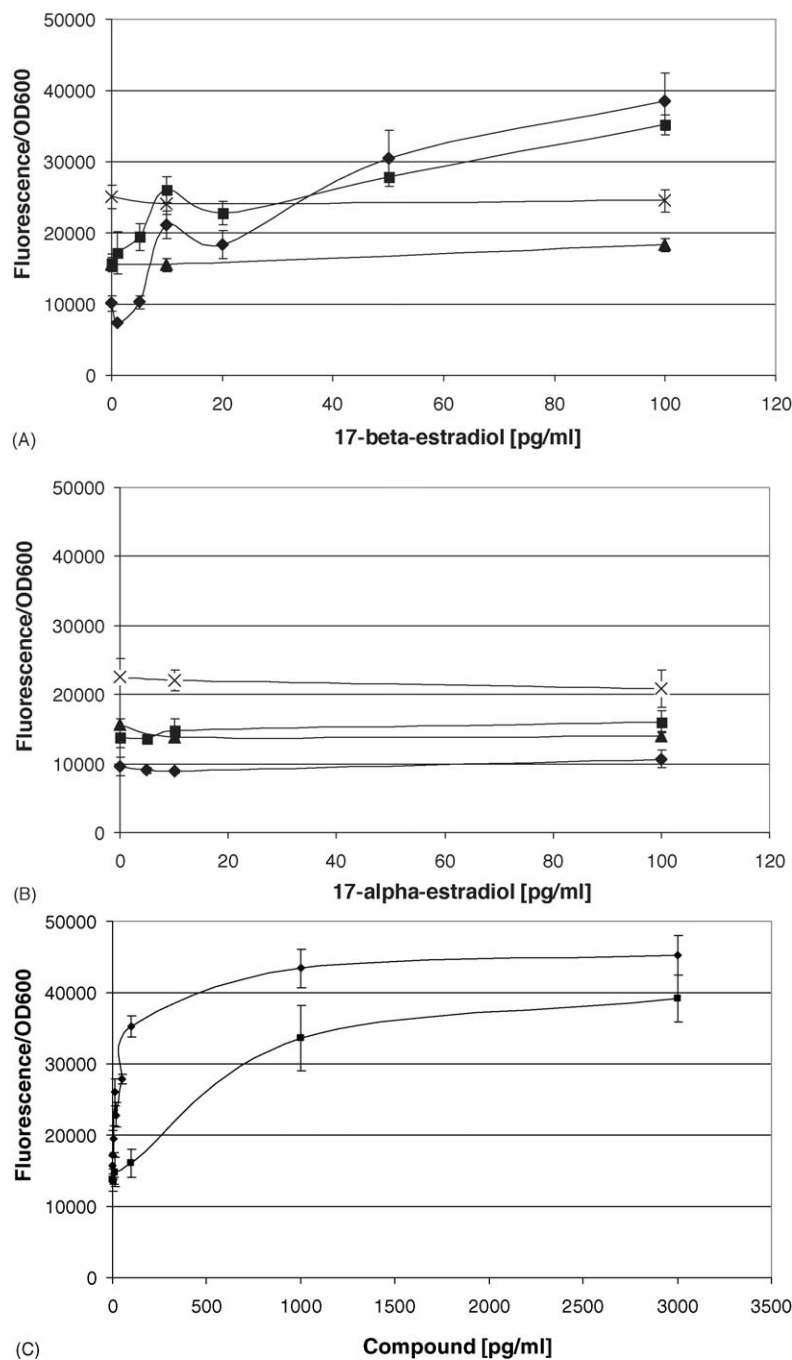 50000
40000
30000
20000
10000
0
Fluorescence/OD600
0 20 40 60 80 100 120
17-beta-estradiol [pg/ml]
(A)
50000
40000
30000
20000
10000
0
Fluorescence/OD600
0 20 40 60 80 100 120
17-alpha-estradiol [pg/ml]
(B)
50000
40000
30000
20000
10000
0
Fluorescence/OD600
0 500 1000 1500 2000 2500 3000 3500
Compound [pg/ml]
(C)